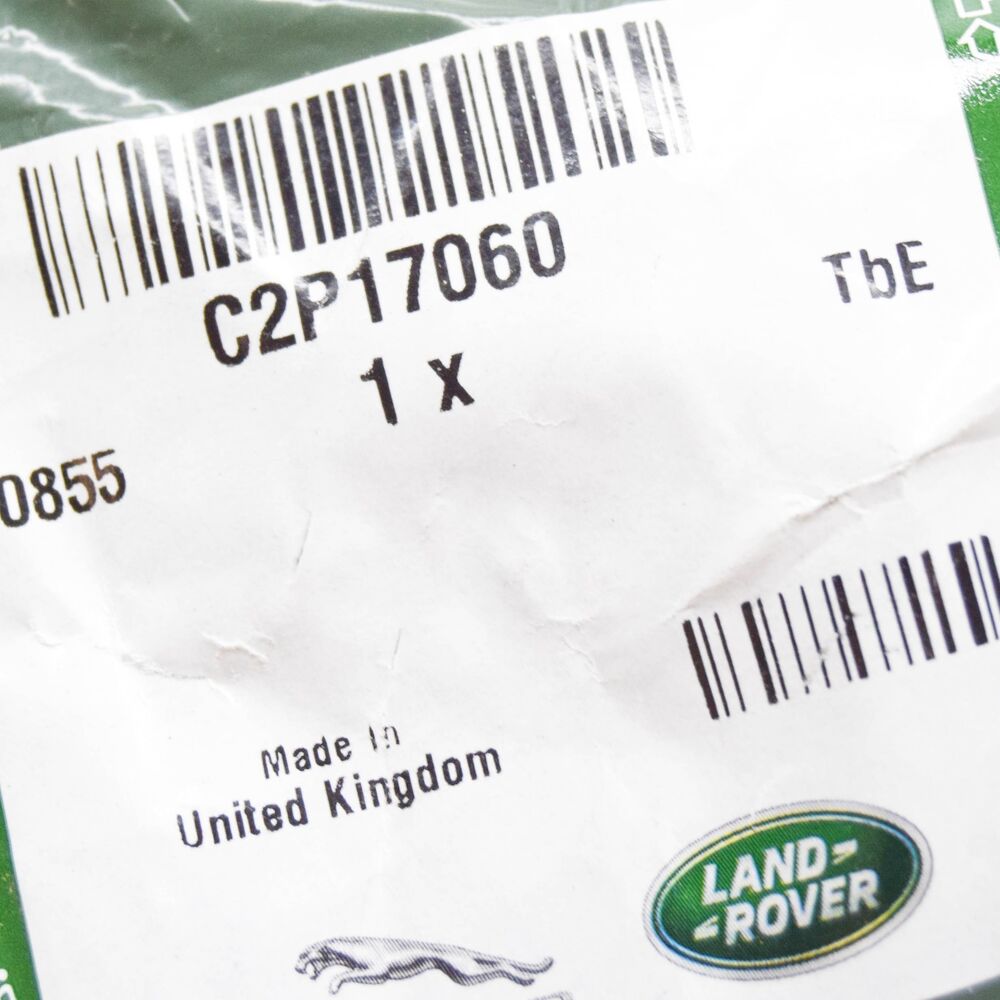 C2P17060
TbE
1 x
0855
Made In
United Kingdom
LAND
ROVER